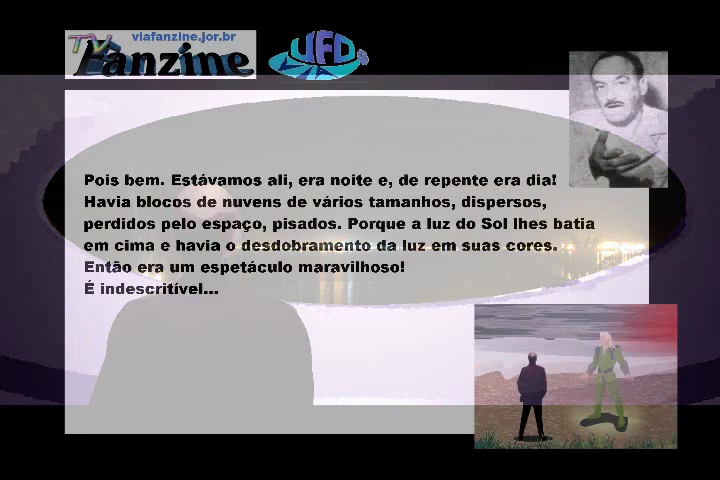 viafanzine.jor.br
TV
Fanzine
UFOs
Pois bem. Estávamos ali, era noite e, de repente era dia!
Havia blocos de nuvens de vários tamanhos, dispersos,
perdidos pelo espaço, pisados. Porque a luz do Sol lhes batia
em cima e havia o desdobramento da luz em suas cores.
Então era um espetáculo maravilhoso!
É indescritível...